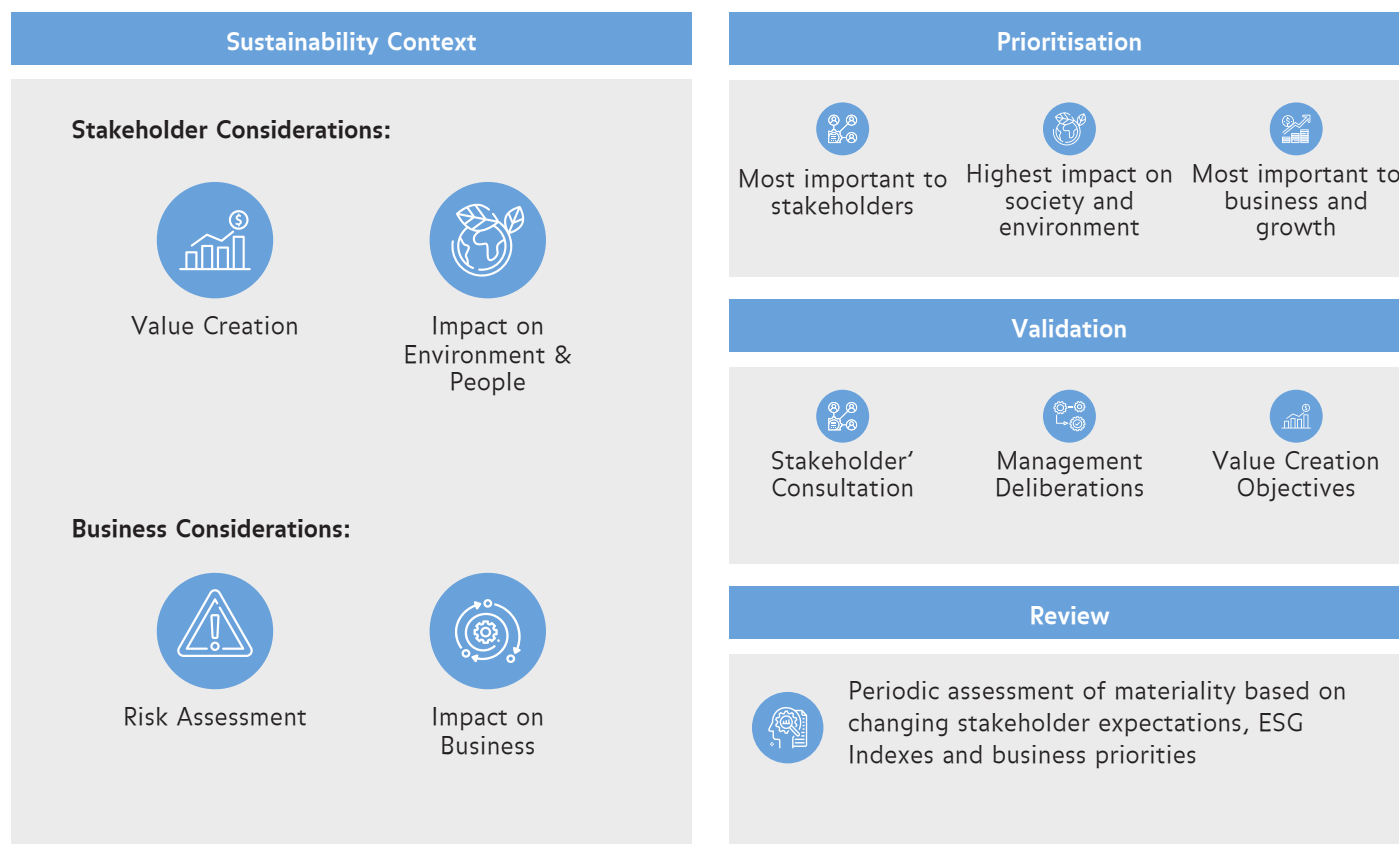 Sustainability Context
Stakeholder Considerations:
Value Creation
Impact on
Environment &
People
Business Considerations:
Risk Assessment
Impact on
Business
Prioritisation
Most important to
stakeholders
Highest impact on
society and
environment
Most important to
business and
growth
Validation
Stakeholder’
Consultation
Management
Deliberations
Value Creation
Objectives
Review
Periodic assessment of materiality based on
changing stakeholder expectations, ESG
Indexes and business priorities